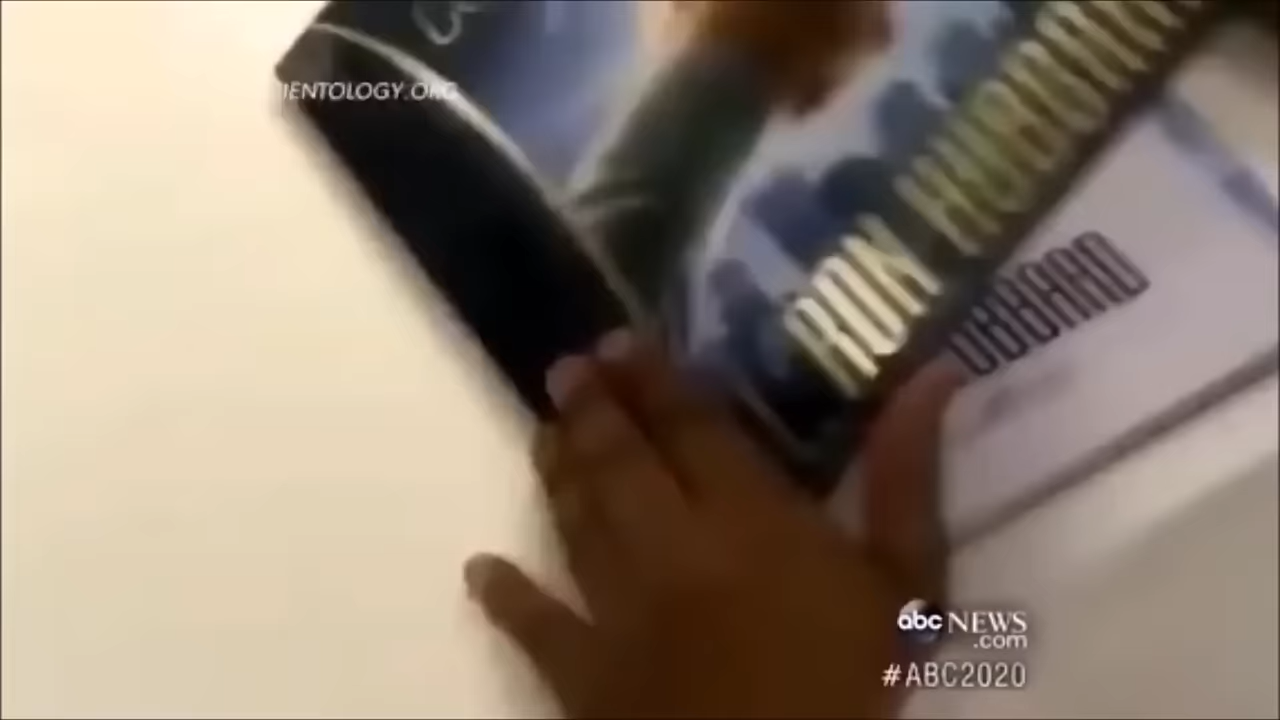 IENTOLOGY.ORG
RON HUBBARD
UBBARD
abc NEWS
.com
#ABC2020